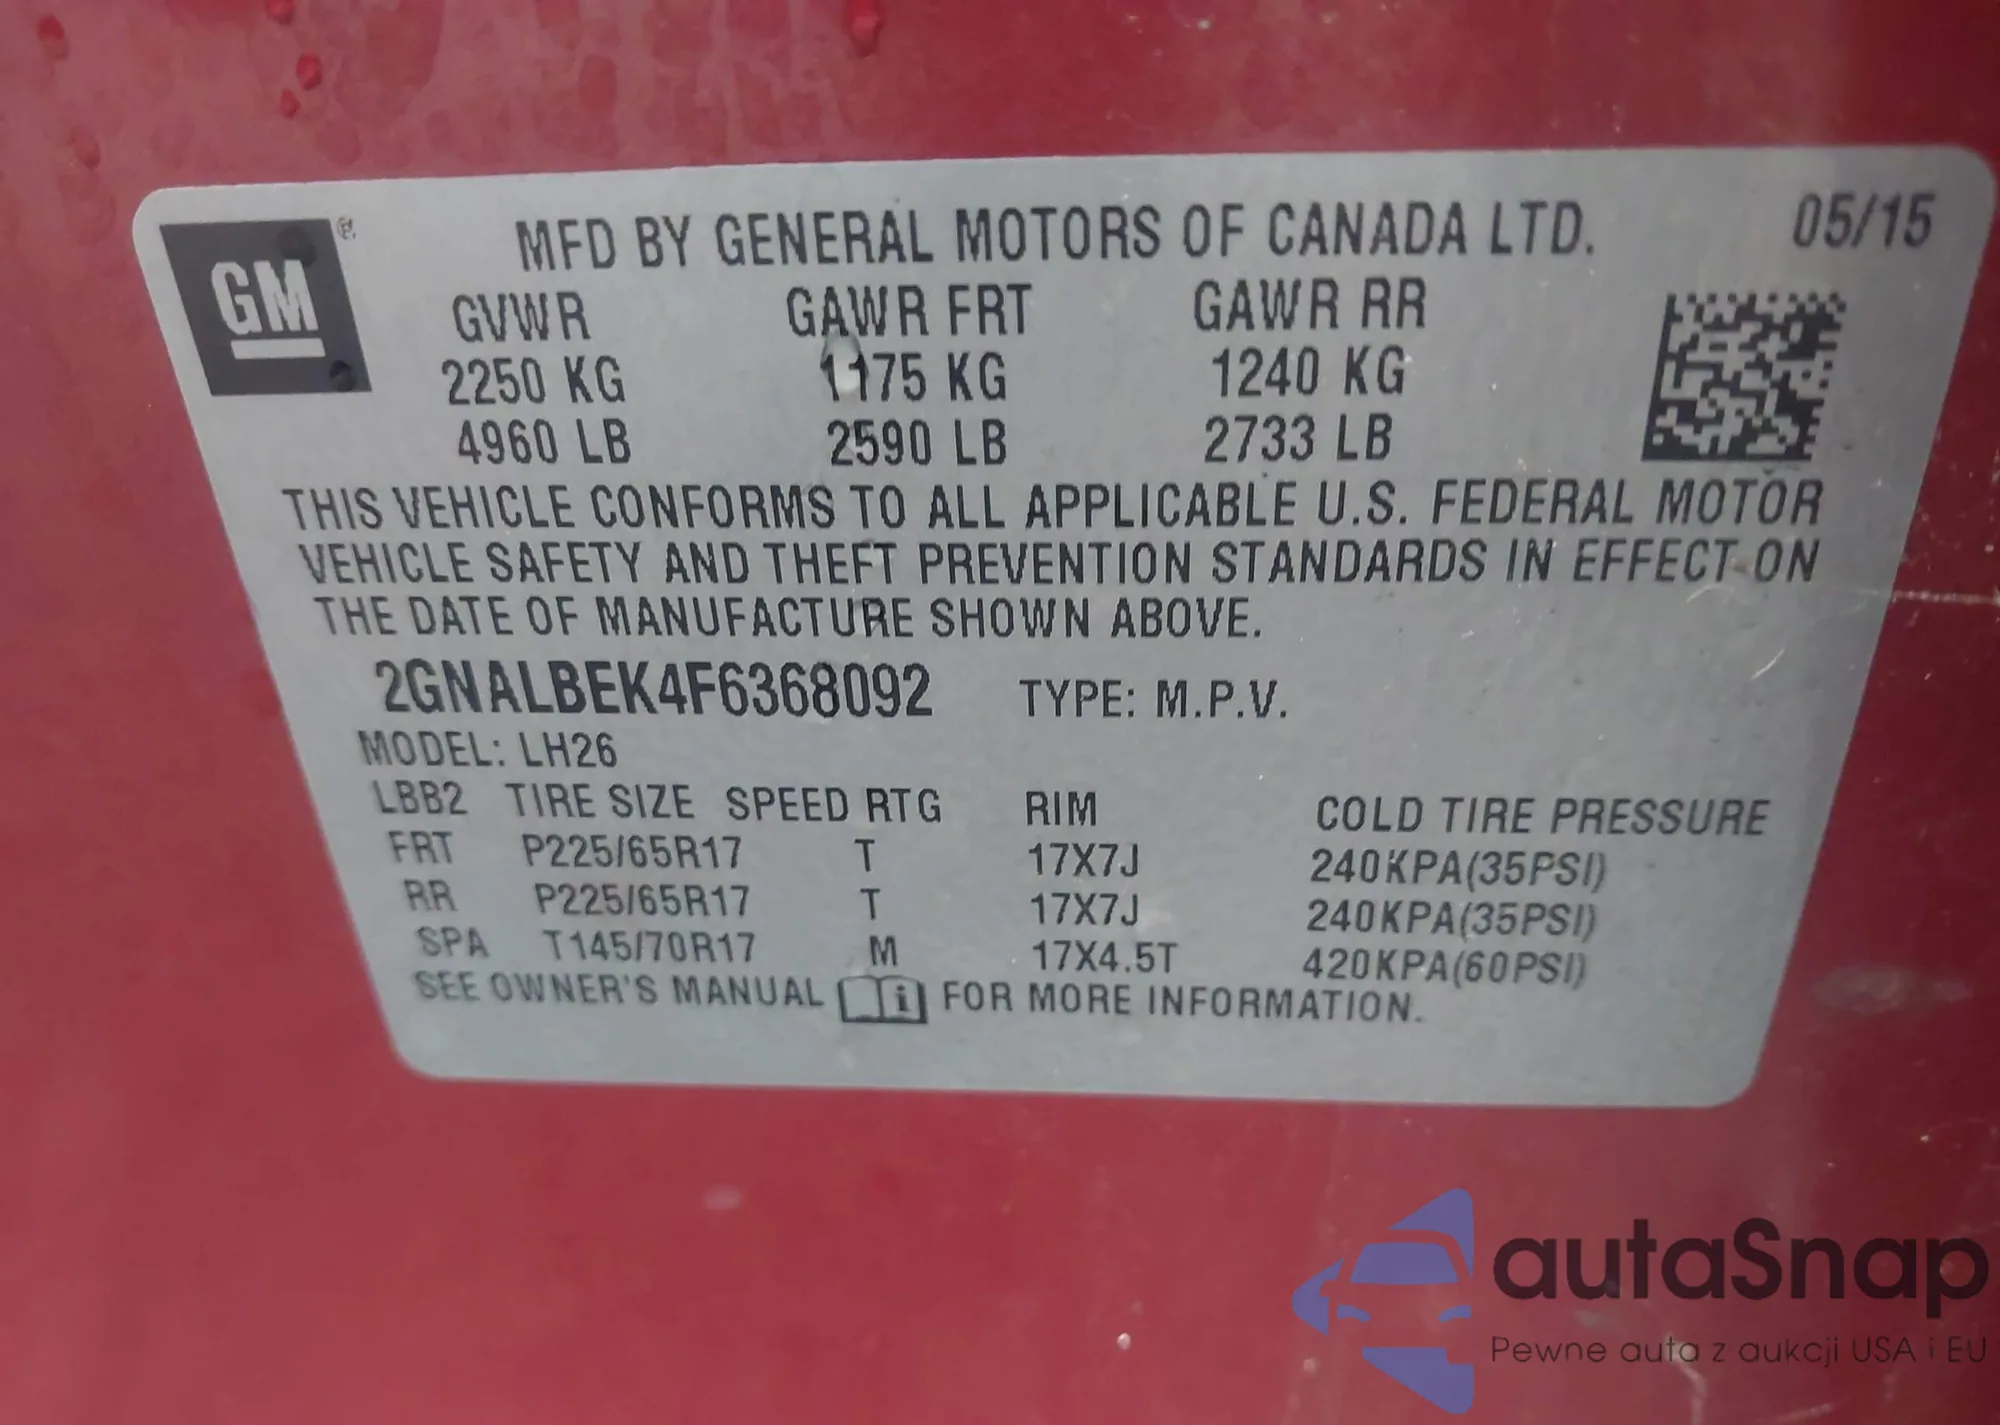 GM
MFD BY GENERAL MOTORS OF CANADA LTD. 05/15
GVWR GAWR FRT GAWR RR
2250 KG 1175 KG 1240 KG
4960 LB 2590 LB 2733 LB
THIS VEHICLE CONFORMS TO ALL APPLICABLE U.S. FEDERAL MOTOR
VEHICLE SAFETY AND THEFT PREVENTION STANDARDS IN EFFECT ON
THE DATE OF MANUFACTURE SHOWN ABOVE.
2GNALBEK4F6368092 TYPE: M.P.V.
MODEL: LH26
LBB2 TIRE SIZE SPEED RTG RIM COLD TIRE PRESSURE
FRT P225/65R17 T 17X7J 240KPA(35PSI)
RR P225/65R17 T 17X7J 240KPA(35PSI)
SPA T145/70R17 M 17X4.5T 420KPA(60PSI)
SEE OWNER'S MANUAL i FOR MORE INFORMATION.
autaSnap
Pewne auta z aukcji USA i EU